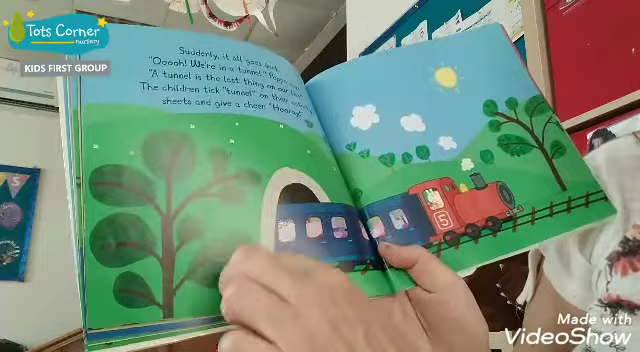 Tots Corner
nursery
KIDS FIRST GROUP
Suddenly, it all goes dark.
"Ooooh! We're in a tunnel," Peppa
"A tunnel is the last thing on our
The children tick "tunnel" on their
sheets and give a cheer. "Hooray!"
5
Made with
VideoShow